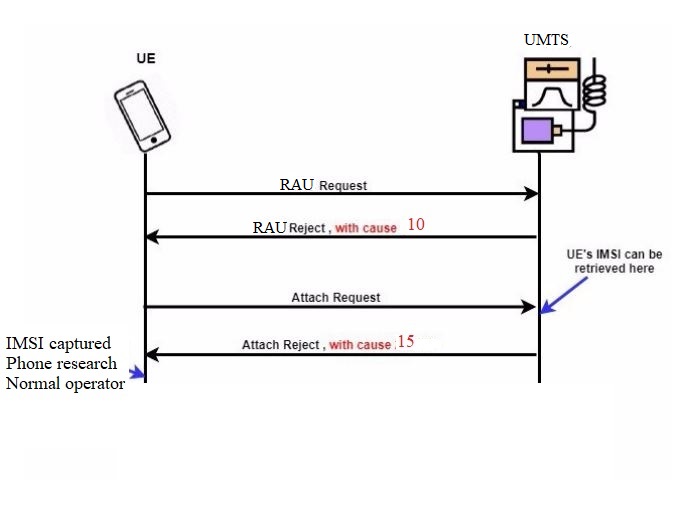 UMTS
UE
RAU Request
RAU Reject , with cause 10
UE's IMSI can be
retrieved here
Attach Request
Attach Reject , with cause :15
IMSI captured
Phone research
Normal operator